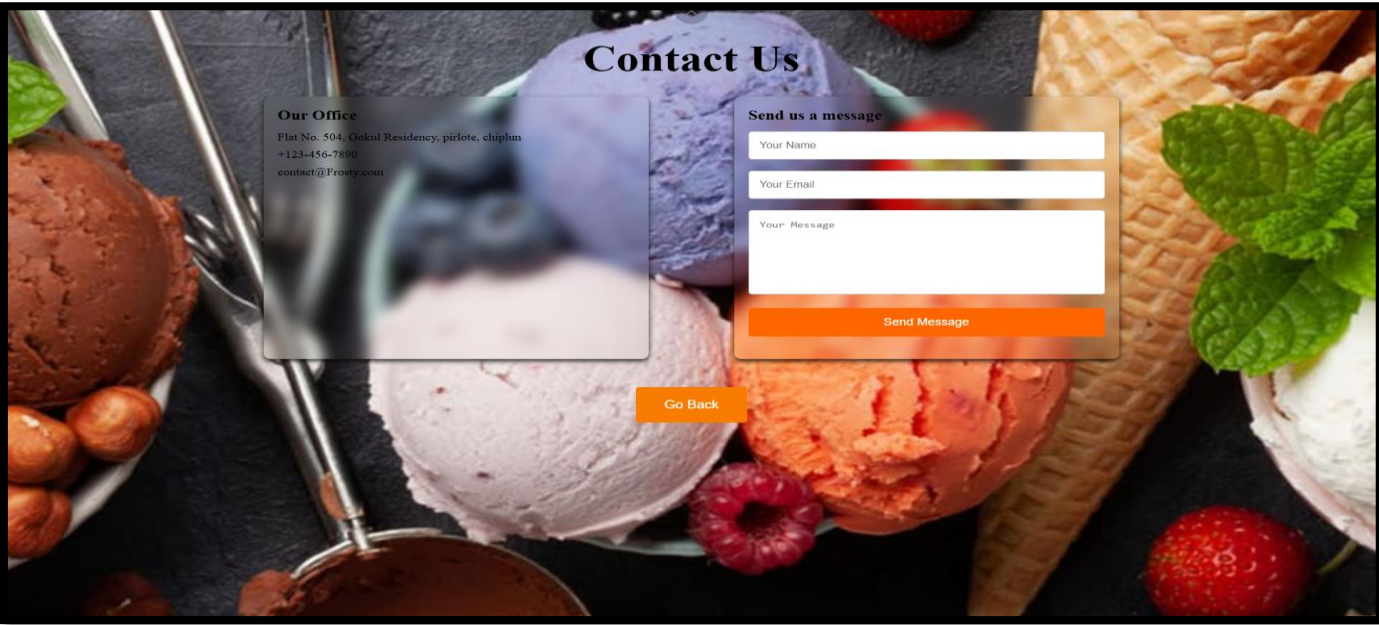 Contact Us
Our Office
Flat No. 504, Gokul Residency, pirlote, chiplun
+123-456-7890
contact@Frosty.com
Send us a message
Your Name
Your Email
Your Message
Send Message
Go Back